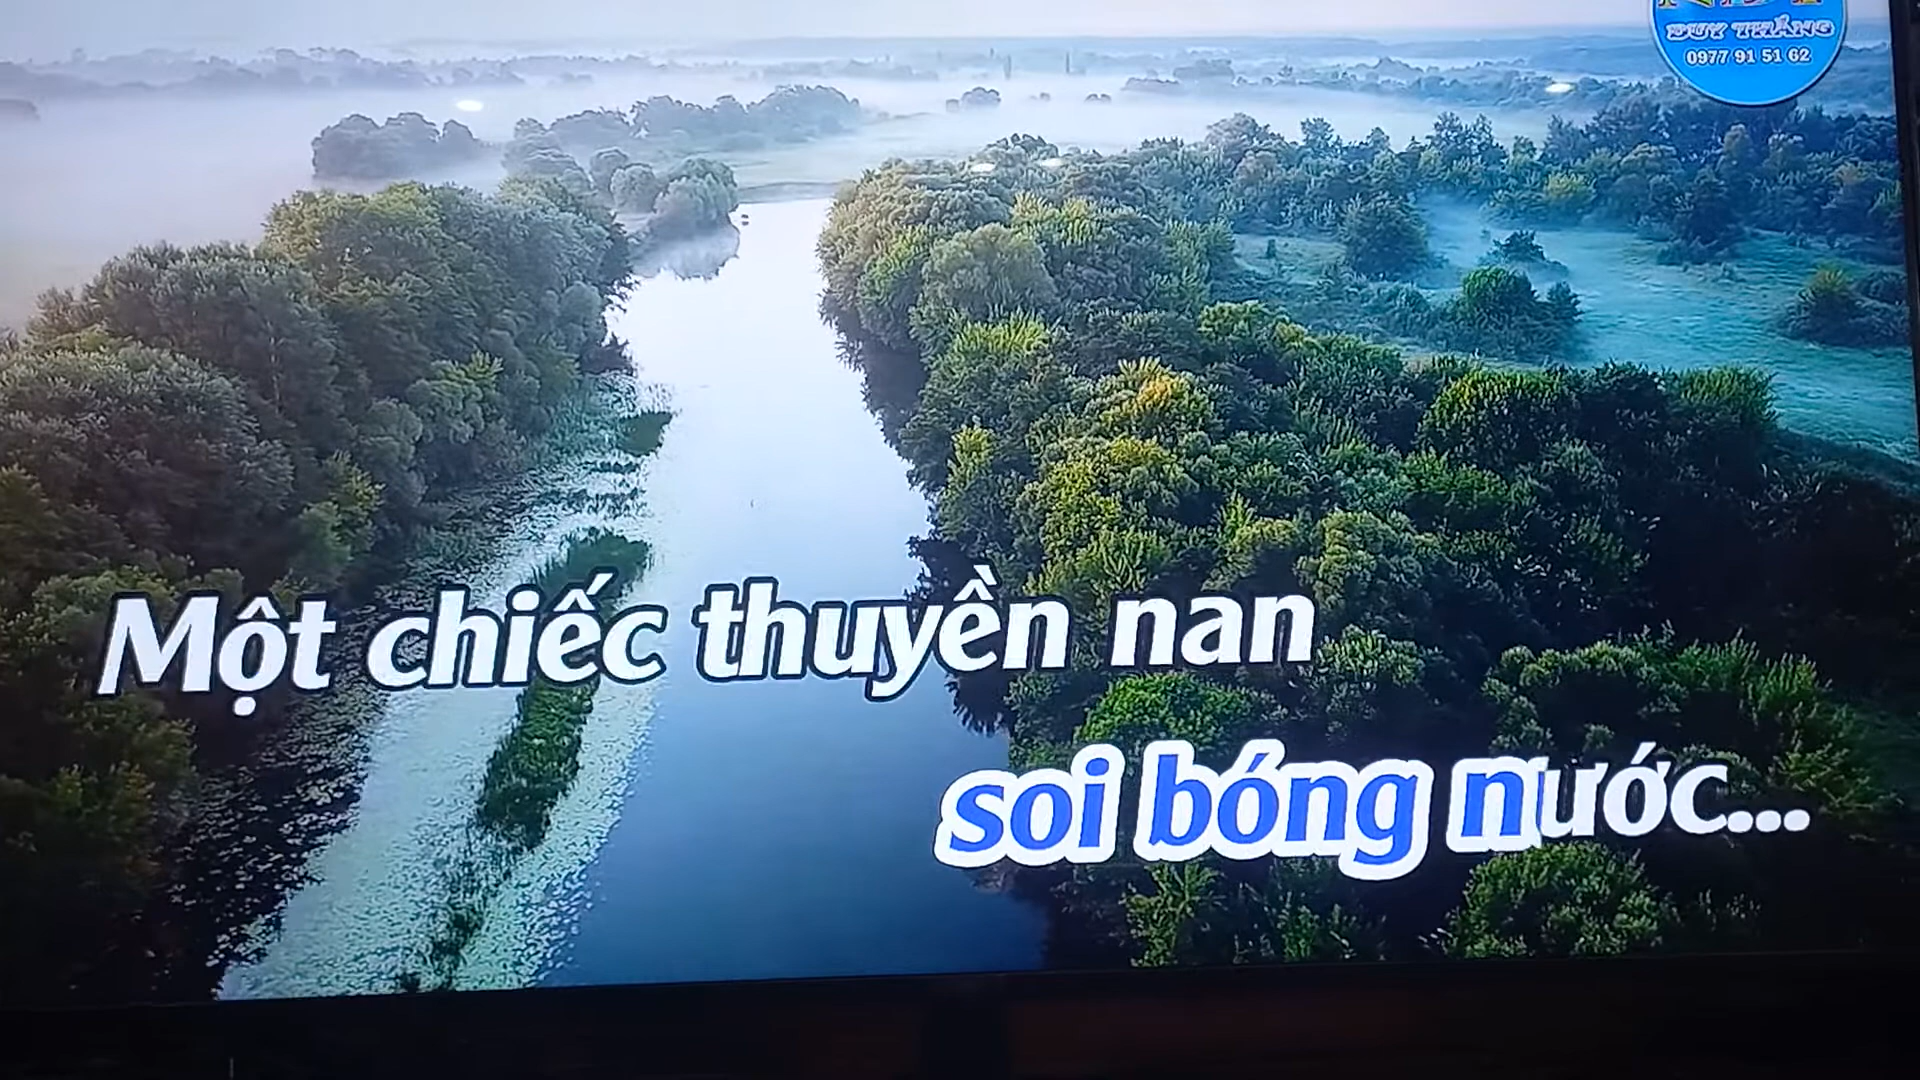 DUY THẮNG
0977 91 51 62
Một chiếc thuyền nan
soi bóng nước...